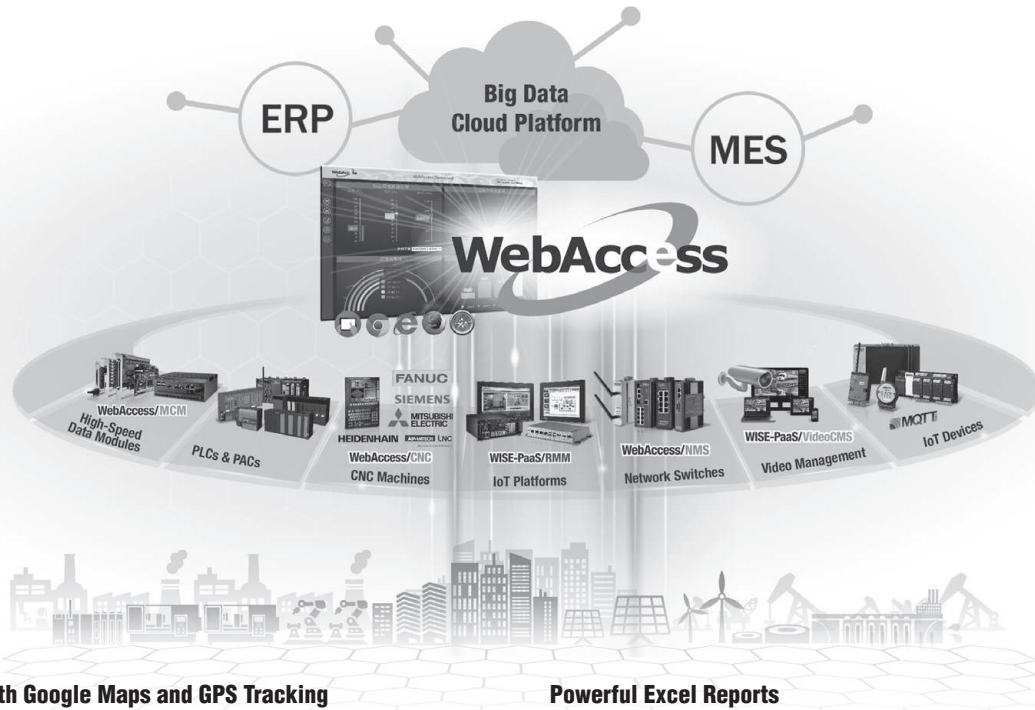 Big Data
Cloud Platform
ERP
MES
WebAccess
FANUC
SIEMENS
MITSUBISHI
ELECTRIC
HEIDENHAIN ADVANTECH LNC
WebAccess/MCM
High-Speed
Data Modules
PLCs & PACs
WebAccess/CNC
CNC Machines
WISE-PaaS/RMM
IoT Platforms
WebAccess/NMS
Network Switches
WISE-PaaS/VideoCMS
Video Management
MQTT
IoT Devices
th Google Maps and GPS Tracking
Powerful Excel Reports